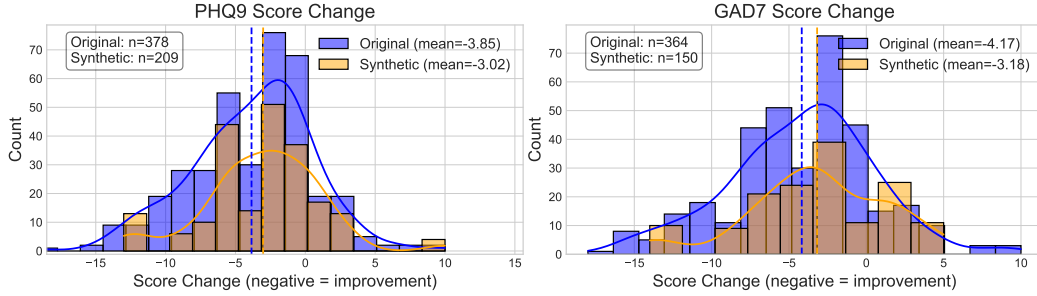 PHQ9 Score Change
Original: n=378
Synthetic: n=209
Original (mean=-3.85)
Synthetic (mean=-3.02)
Count
70
60
50
40
30
20
10
0
−15
−10
−5
0
5
10
15
Score Change (negative = improvement)
GAD7 Score Change
Original: n=364
Synthetic: n=150
Original (mean=-4.17)
Synthetic (mean=-3.18)
Count
70
60
50
40
30
20
10
0
−15
−10
−5
0
5
10
Score Change (negative = improvement)